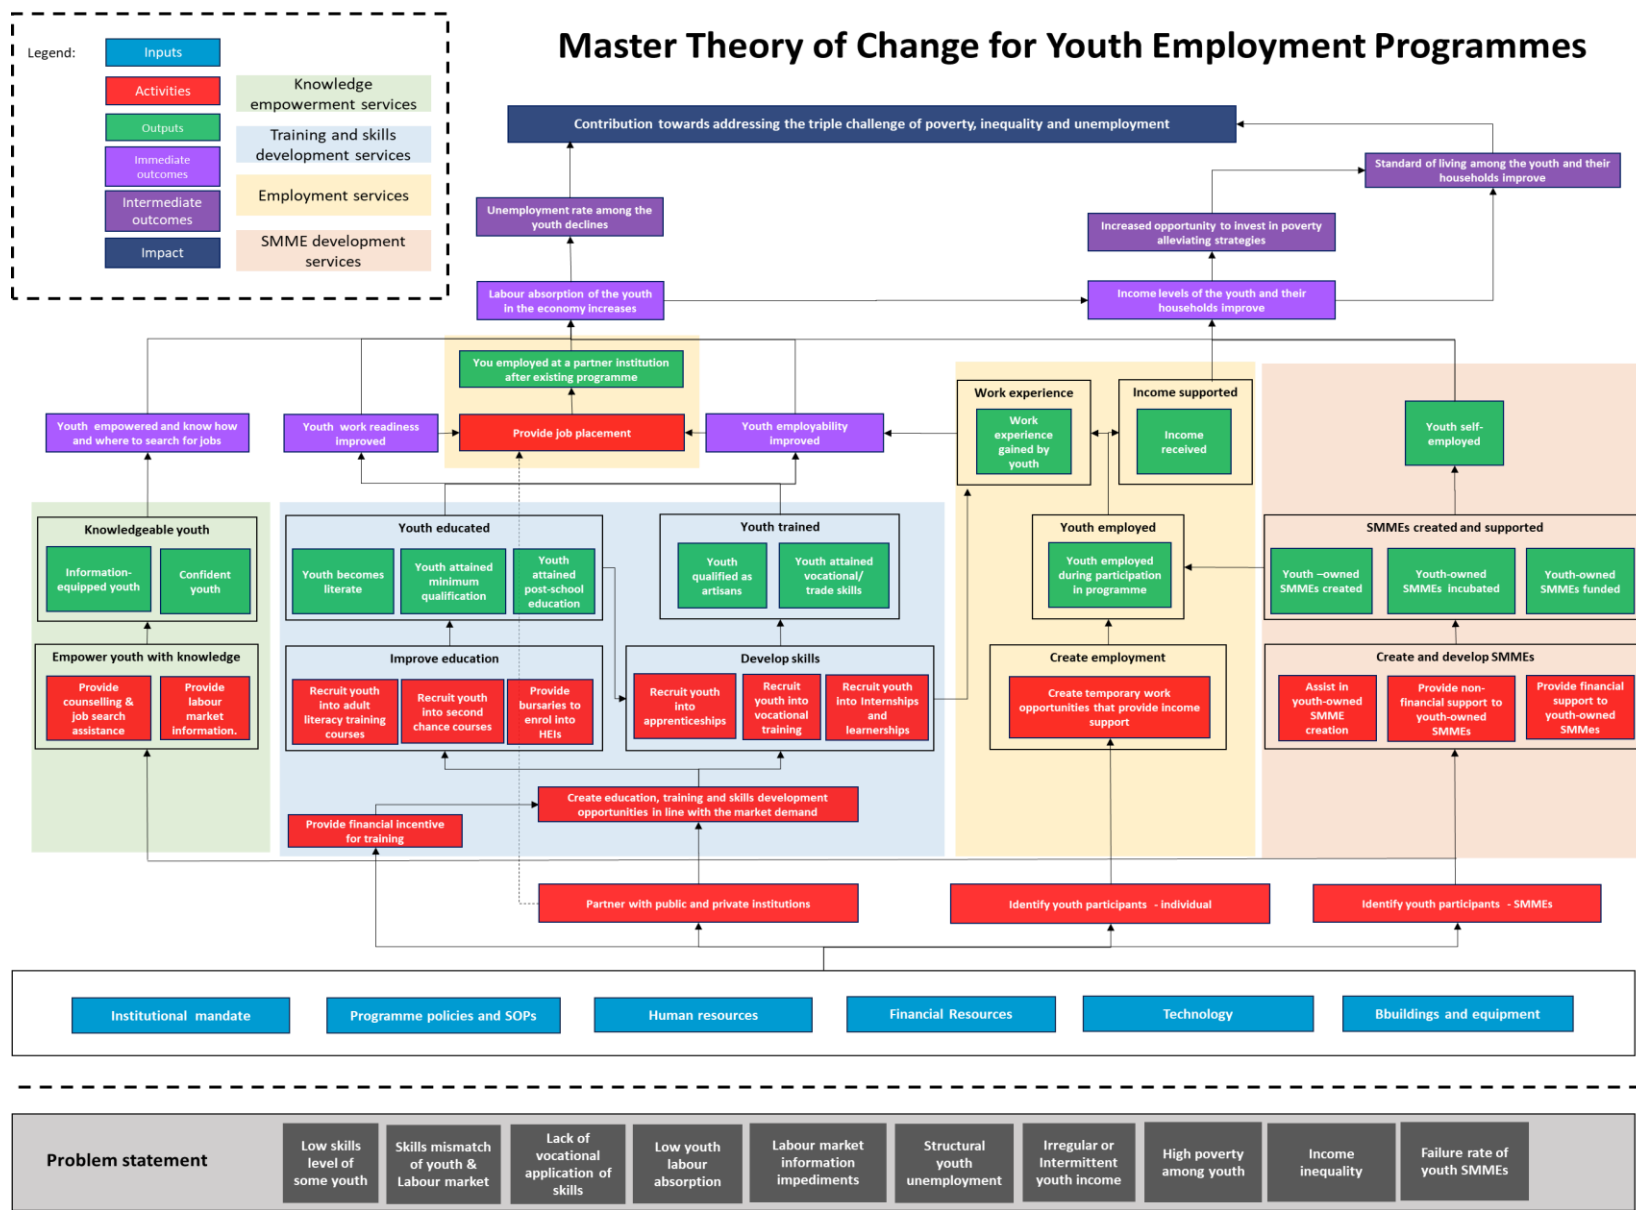 Legend:
Inputs
Activities
Outputs
Immediate
outcomes
Intermediate
outcomes
Impact
Knowledge
empowerment services
Training and skills
development services
Employment services
SMME development
services
Master Theory of Change for Youth Employment Programmes
Contribution towards addressing the triple challenge of poverty, inequality and unemployment
Standard of living among the youth and their
households improve
Unemployment rate among the
youth declines
Increased opportunity to invest in poverty
alleviating strategies
Labour absorption of the youth
in the economy increases
Income levels of the youth and their
households improve
You employed at a partner institution
after existing programme
Youth empowered and know how
and where to search for jobs
Youth work readiness
improved
Provide job placement
Youth employability
improved
Work experience
Work
experience
gained by
youth
Income supported
Income
received
Youth self-
employed
Knowledgeable youth
Information-
equipped youth
Confident
youth
Youth educated
Youth becomes
literate
Youth attained
minimum
qualification
Youth
attained
post-school
education
Youth trained
Youth
qualified as
artisans
Youth attained
vocational/
trade skills
Youth employed
Youth employed
during participation
in programme
SMMEs created and supported
Youth –owned
SMMEs created
Youth-owned
SMMEs incubated
Youth-owned
SMMEs funded
Empower youth with knowledge
Provide
counselling &
job search
assistance
Provide
labour
market
information.
Improve education
Recruit youth
into adult
literacy training
courses
Recruit youth
into second
chance courses
Provide
bursaries to
enrol into
HEIs
Develop skills
Recruit youth
into
apprenticeships
Recruit
youth into
vocational
training
Recruit youth
into Internships
and
learnerships
Create employment
Create temporary work
opportunities that provide income
support
Create and develop SMMEs
Assist in
youth-owned
SMME
creation
Provide non-
financial support to
youth-owned
SMMEs
Provide financial
support to
youth-owned
SMMes
Create education, training and skills development
opportunities in line with the market demand
Provide financial incentive
for training
Partner with public and private institutions
Identify youth participants - individual
Identify youth participants - SMMEs
Institutional mandate
Programme policies and SOPs
Human resources
Financial Resources
Technology
Bbuildings and equipment
Problem statement
Low skills
level of
some youth
Skills mismatch
of youth &
Labour market
Lack of
vocational
application of
skills
Low youth
labour
absorption
Labour market
information
impediments
Structural
youth
unemployment
Irregular or
Intermittent
youth income
High poverty
among youth
Income
inequality
Failure rate of
youth SMMEs